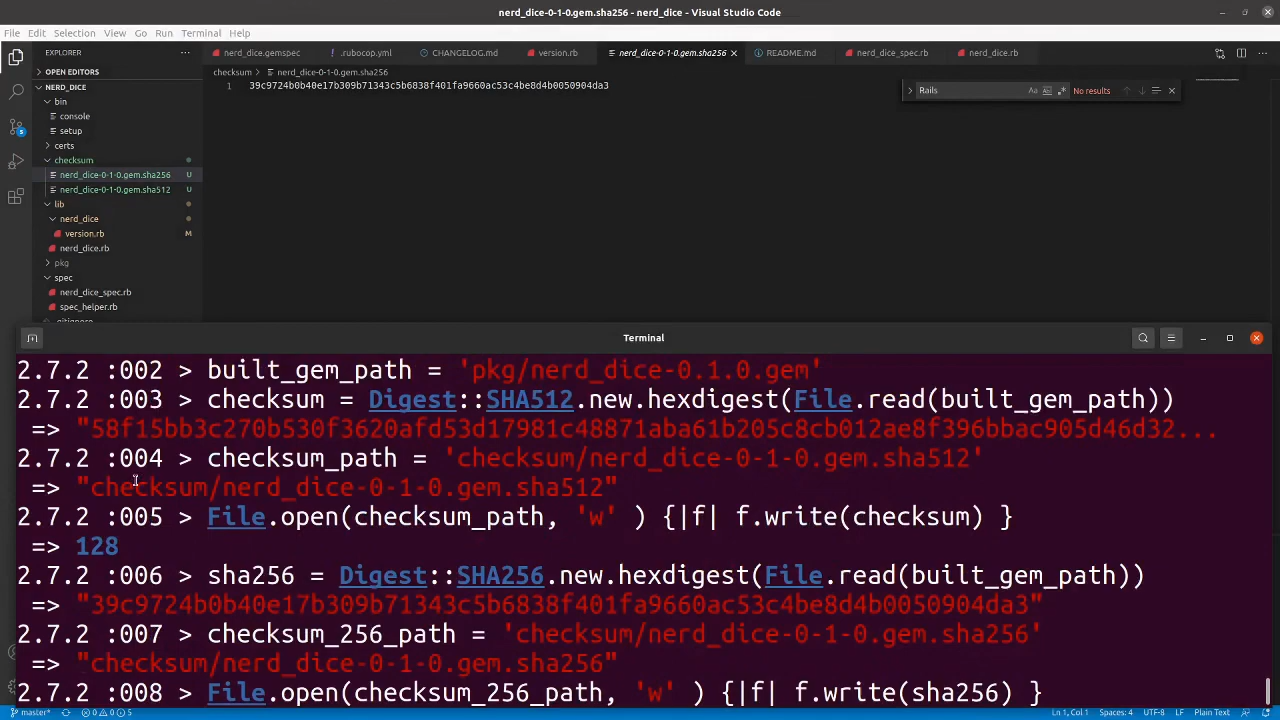 nerd_dice-0-1-0.gem.sha256 - nerd_dice - Visual Studio Code
File Edit Selection View Go Run Terminal Help
EXPLORER
nerd_dice.gemspec
.rubocop.yml
CHANGELOG.md
version.rb
nerd_dice-0-1-0.gem.sha256
README.md
nerd_dice_spec.rb
nerd_dice.rb
OPEN EDITORS
NERD_DICE
bin
console
setup
certs
checksum
nerd_dice-0-1-0.gem.sha256 U
nerd_dice-0-1-0.gem.sha512 U
lib
nerd_dice
version.rb M
nerd_dice.rb
pkg
spec
nerd_dice_spec.rb
spec_helper.rb
.gitignore
checksum > nerd_dice-0-1-0.gem.sha256
1 39c9724b0b40e17b309b71343c5b6838f401fa9660ac53c4be8d4b0050904da3
Rails Aa No results
Terminal
2.7.2 :002 > built_gem_path = 'pkg/nerd_dice-0.1.0.gem'
2.7.2 :003 > checksum = Digest::SHA512.new.hexdigest(File.read(built_gem_path))
=> "58f15bb3c270b530f3620afd53d17981c48871aba61b205c8cb012ae8f396bbac905d46d32...
2.7.2 :004 > checksum_path = 'checksum/nerd_dice-0-1-0.gem.sha512'
=> "checksum/nerd_dice-0-1-0.gem.sha512"
2.7.2 :005 > File.open(checksum_path, 'w' ) {|f| f.write(checksum) }
=> 128
2.7.2 :006 > sha256 = Digest::SHA256.new.hexdigest(File.read(built_gem_path))
=> "39c9724b0b40e17b309b71343c5b6838f401fa9660ac53c4be8d4b0050904da3"
2.7.2 :007 > checksum_256_path = 'checksum/nerd_dice-0-1-0.gem.sha256'
=> "checksum/nerd_dice-0-1-0.gem.sha256"
2.7.2 :008 > File.open(checksum_256_path, 'w' ) {|f| f.write(sha256) }
master* 0 0 5 Ln 1, Col 1 Spaces: 4 UTF-8 LF Plain Text